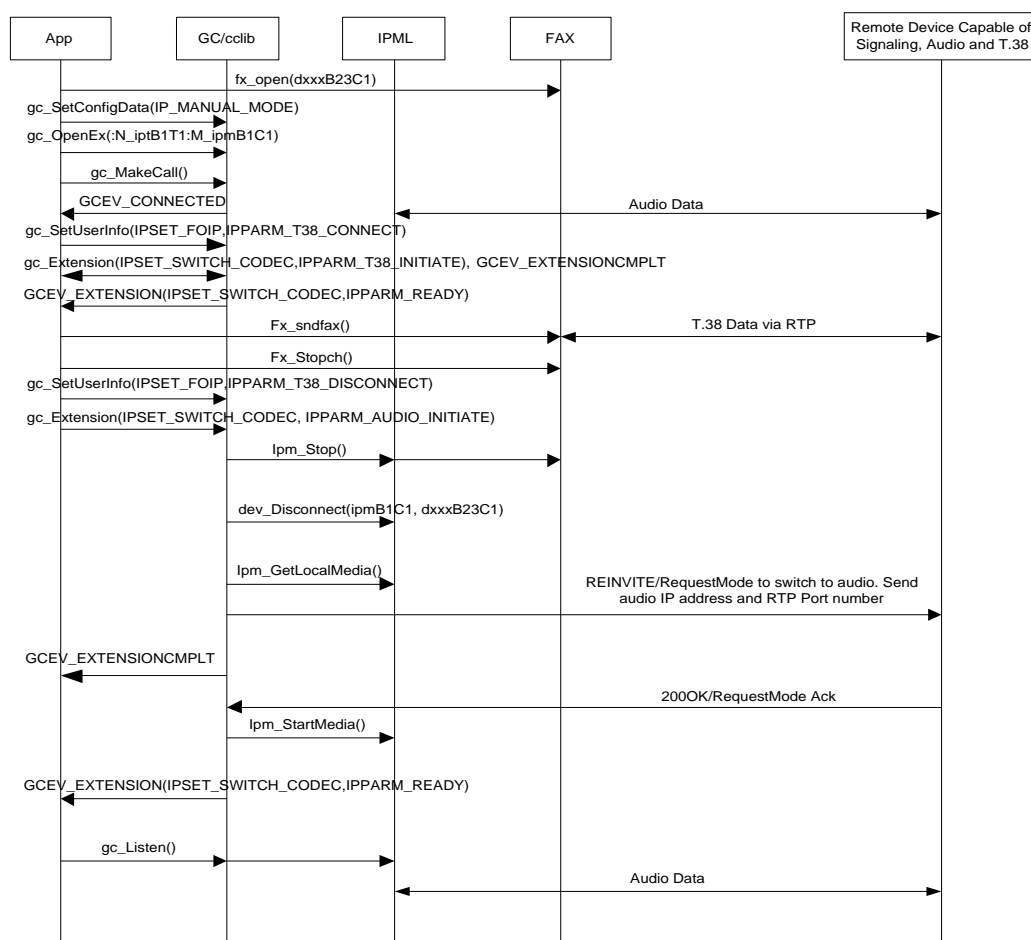 App
GC/cclib
IPML
FAX
Remote Device Capable of
Signaling, Audio and T.38
fx_open(dxxxB23C1)
gc_SetConfigData(IP_MANUAL_MODE)
gc_OpenEx(:N_iptB1T1:M_ipmB1C1)
gc_MakeCall()
GCEV_CONNECTED
Audio Data
gc_SetUserInfo(IPSET_FOIP,IPPARM_T38_CONNECT)
gc_Extension(IPSET_SWITCH_CODEC,IPPARM_T38_INITIATE), GCEV_EXTENSIONCMPLT
GCEV_EXTENSION(IPSET_SWITCH_CODEC,IPPARM_READY)
Fx_sndfax()
T.38 Data via RTP
Fx_Stopch()
gc_SetUserInfo(IPSET_FOIP,IPPARM_T38_DISCONNECT)
gc_Extension(IPSET_SWITCH_CODEC, IPPARM_AUDIO_INITIATE)
Ipm_Stop()
dev_Disconnect(ipmB1C1, dxxxB23C1)
Ipm_GetLocalMedia()
REINVITE/RequestMode to switch to audio. Send
audio IP address and RTP Port number
GCEV_EXTENSIONCMPLT
200OK/RequestMode Ack
Ipm_StartMedia()
GCEV_EXTENSION(IPSET_SWITCH_CODEC,IPPARM_READY)
gc_Listen()
Audio Data